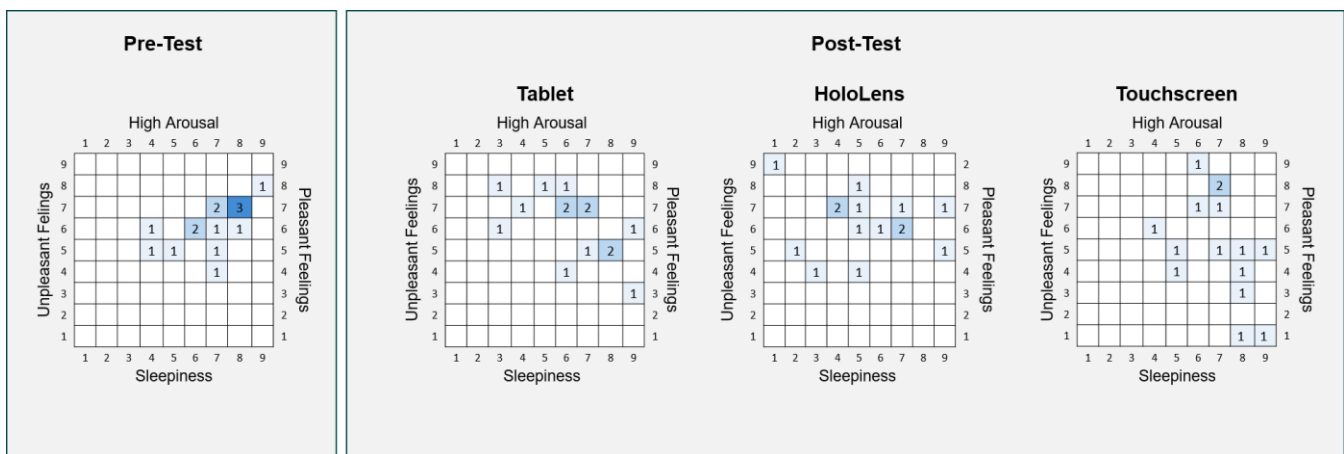 Pre-Test
High Arousal
1 2 3 4 5 6 7 8 9
Unpleasant Felings
9 9
8 1 8
7 2 3 7
6 1 2 1 1 6
5 1 1 1 5
4 1 4
3 3
2 2
1 1
Pleasant Feelings
1 2 3 4 5 6 7 8 9
Sleepiness
Post-Test
Tablet
High Arousal
1 2 3 4 5 6 7 8 9
Unpleasant Feelings
9 9
8 1 1 1 8
7 1 2 2 7
6 1 1 6
5 1 2 5
4 1 4
3 1 3
2 2
1 1
Pleasant Feelings
1 2 3 4 5 6 7 8 9
Sleepiness
HoloLens
High Arousal
1 2 3 4 5 6 7 8 9
Unpleasant Feelings
9 1 2
8 1 8
7 2 1 1 1 7
6 1 1 2 6
5 1 1 5
4 1 1 4
3 3
2 2
1 1
Pleasant Feelings
1 2 3 4 5 6 7 8 9
Sleepiness
Touchscreen
High Arousal
1 2 3 4 5 6 7 8 9
Unpleasant Feelings
9 1 9
8 2 8
7 1 1 7
6 1 6
5 1 1 1 1 5
4 1 1 4
3 1 3
2 2
1 1 1 1
Pleasant Feelings
1 2 3 4 5 6 7 8 9
Sleepiness